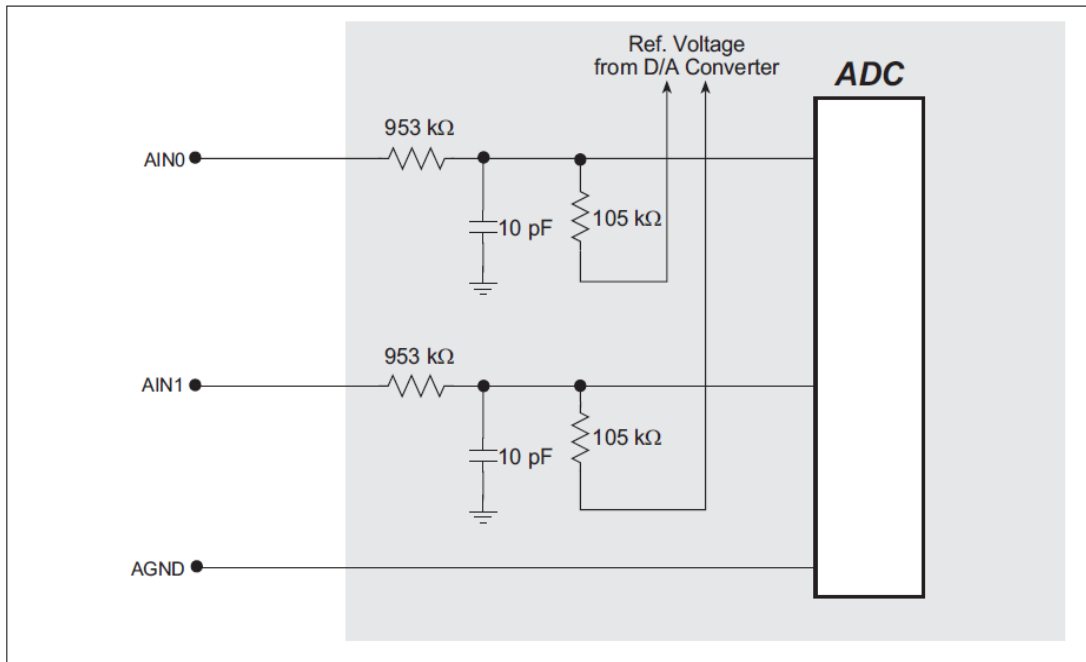 Ref. Voltage
from D/A Converter
ADC
953 kΩ
AIN0
10 pF
105 kΩ
953 kΩ
AIN1
10 pF
105 kΩ
AGND